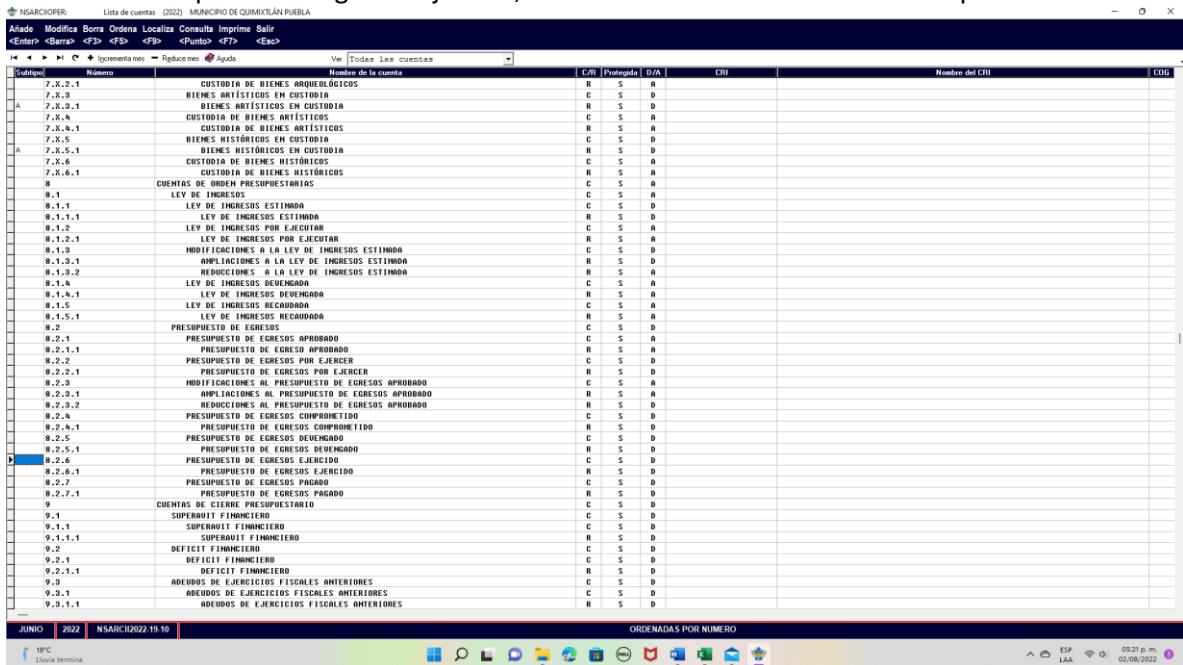 NSARCIIOPER: Lista de cuentas (2022) MUNICIPIO DE QUIMIXTLÁN PUEBLA
Añade Modifica Borra Ordena Localiza Consulta Imprime Salir
<Enter> <Barra> <F3> <F5> <F9> <Punto> <F7> <Esc>
Incrementa mes Reduce mes Ayuda Ver Todas las cuentas
Subtipo Número Nombre de la cuenta C/R Protegida D/A CRI Nombre del CRI COG
7.X.2.1 CUSTODIA DE BIENES ARQUEOLÓGICOS R S A
7.X.3 BIENES ARTÍSTICOS EN CUSTODIA C S D
A 7.X.3.1 BIENES ARTÍSTICOS EN CUSTODIA R S D
7.X.4 CUSTODIA DE BIENES ARTÍSTICOS C S A
7.X.4.1 CUSTODIA DE BIENES ARTÍSTICOS R S A
7.X.5 BIENES HISTÓRICOS EN CUSTODIA C S D
A 7.X.5.1 BIENES HISTÓRICOS EN CUSTODIA R S D
7.X.6 CUSTODIA DE BIENES HISTÓRICOS C S A
7.X.6.1 CUSTODIA DE BIENES HISTÓRICOS R S A
8 CUENTAS DE ORDEN PRESUPUESTARIAS C S A
8.1 LEY DE INGRESOS C S A
8.1.1 LEY DE INGRESOS ESTIMADA C S D
8.1.1.1 LEY DE INGRESOS ESTIMADA R S D
8.1.2 LEY DE INGRESOS POR EJECUTAR C S A
8.1.2.1 LEY DE INGRESOS POR EJECUTAR R S A
8.1.3 MODIFICACIONES A LA LEY DE INGRESOS ESTIMADA C S D
8.1.3.1 AMPLIACIONES A LA LEY DE INGRESOS ESTIMADA R S D
8.1.3.2 REDUCCIONES A LA LEY DE INGRESOS ESTIMADA R S A
8.1.4 LEY DE INGRESOS DEVENGADA C S A
8.1.4.1 LEY DE INGRESOS DEVENGADA R S A
8.1.5 LEY DE INGRESOS RECAUDADA C S A
8.1.5.1 LEY DE INGRESOS RECAUDADA R S A
8.2 PRESUPUESTO DE EGRESOS C S D
8.2.1 PRESUPUESTO DE EGRESOS APROBADO C S A
8.2.1.1 PRESUPUESTO DE EGRESO APROBADO R S A
8.2.2 PRESUPUESTO DE EGRESOS POR EJERCER C S D
8.2.2.1 PRESUPUESTO DE EGRESOS POR EJERCER R S D
8.2.3 MODIFICACIONES AL PRESUPUESTO DE EGRESOS APROBADO C S A
8.2.3.1 AMPLIACIONES AL PRESUPUESTO DE EGRESOS APROBADO R S A
8.2.3.2 REDUCCIONES AL PRESUPUESTO DE EGRESOS APROBADO R S D
8.2.4 PRESUPUESTO DE EGRESOS COMPROMETIDO C S D
8.2.4.1 PRESUPUESTO DE EGRESOS COMPROMETIDO R S D
8.2.5 PRESUPUESTO DE EGRESOS DEVENGADO C S D
8.2.5.1 PRESUPUESTO DE EGRESOS DEVENGADO R S D
8.2.6 PRESUPUESTO DE EGRESOS EJERCIDO C S D
8.2.6.1 PRESUPUESTO DE EGRESOS EJERCIDO R S D
8.2.7 PRESUPUESTO DE EGRESOS PAGADO C S D
8.2.7.1 PRESUPUESTO DE EGRESOS PAGADO R S D
9 CUENTAS DE CIERRE PRESUPUESTARIO C S D
9.1 SUPERAVIT FINANCIERO C S D
9.1.1 SUPERAVIT FINANCIERO C S D
9.1.1.1 SUPERAVIT FINANCIERO R S D
9.2 DEFICIT FINANCIERO C S D
9.2.1 DEFICIT FINANCIERO C S D
9.2.1.1 DEFICIT FINANCIERO R S D
9.3 ADEUDOS DE EJERCICIOS FISCALES ANTERIORES C S D
9.3.1 ADEUDOS DE EJERCICIOS FISCALES ANTERIORES C S D
9.3.1.1 ADEUDOS DE EJERCICIOS FISCALES ANTERIORES R S D
JUNIO 2022 NSARCII2022-19-10 ORDENADAS POR NUMERO
18°C
Lluvia termina
ESP
LAA
05:21 p. m.
02/08/2022